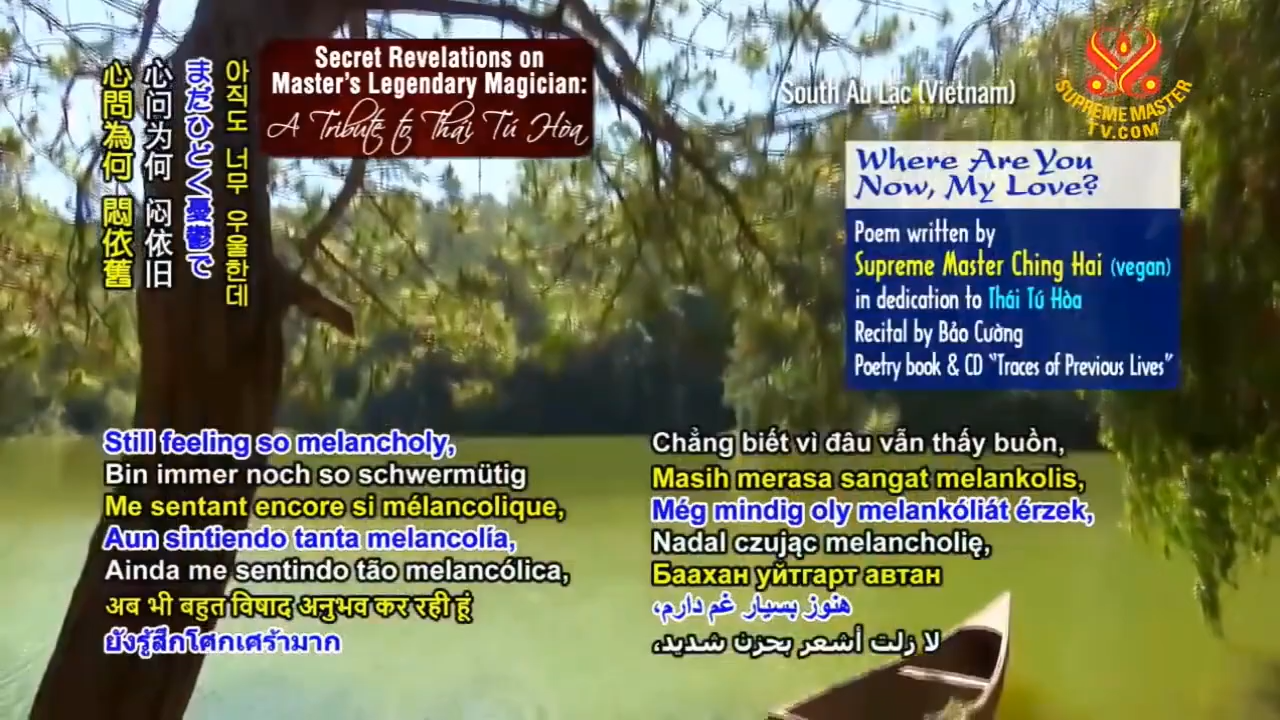 心問為何 悶依舊
心问为何 闷依旧
まだひどく憂鬱で
아직도 너무 우울한데
Secret Revelations on
Master's Legendary Magician:
A Tribute to Thái Tú Hòa
South Âu Lạc (Vietnam)
SUPREME MASTER
TV.COM
Where Are You
Now, My Love?
Poem written by
Supreme Master Ching Hai (vegan)
in dedication to Thái Tú Hòa
Recital by Bảo Cường
Poetry book & CD "Traces of Previous Lives"
Still feeling so melancholy,
Bin immer noch so schwermütig
Me sentant encore si mélancolique,
Aun sintiendo tanta melancolía,
Ainda me sentindo tão melancólica,
अब भी बहुत विषाद अनुभव कर रही हूं
ยังรู้สึกโศกเศร้ามาก
Chẳng biết vì đâu vẫn thấy buồn,
Masih merasa sangat melankolis,
Még mindig oly melankóliát érzek,
Nadal czując melancholię,
Баахан уйтгарт автан
هنوز بسیار غم دارم،
لا زلت أشعر بحزن شديد،